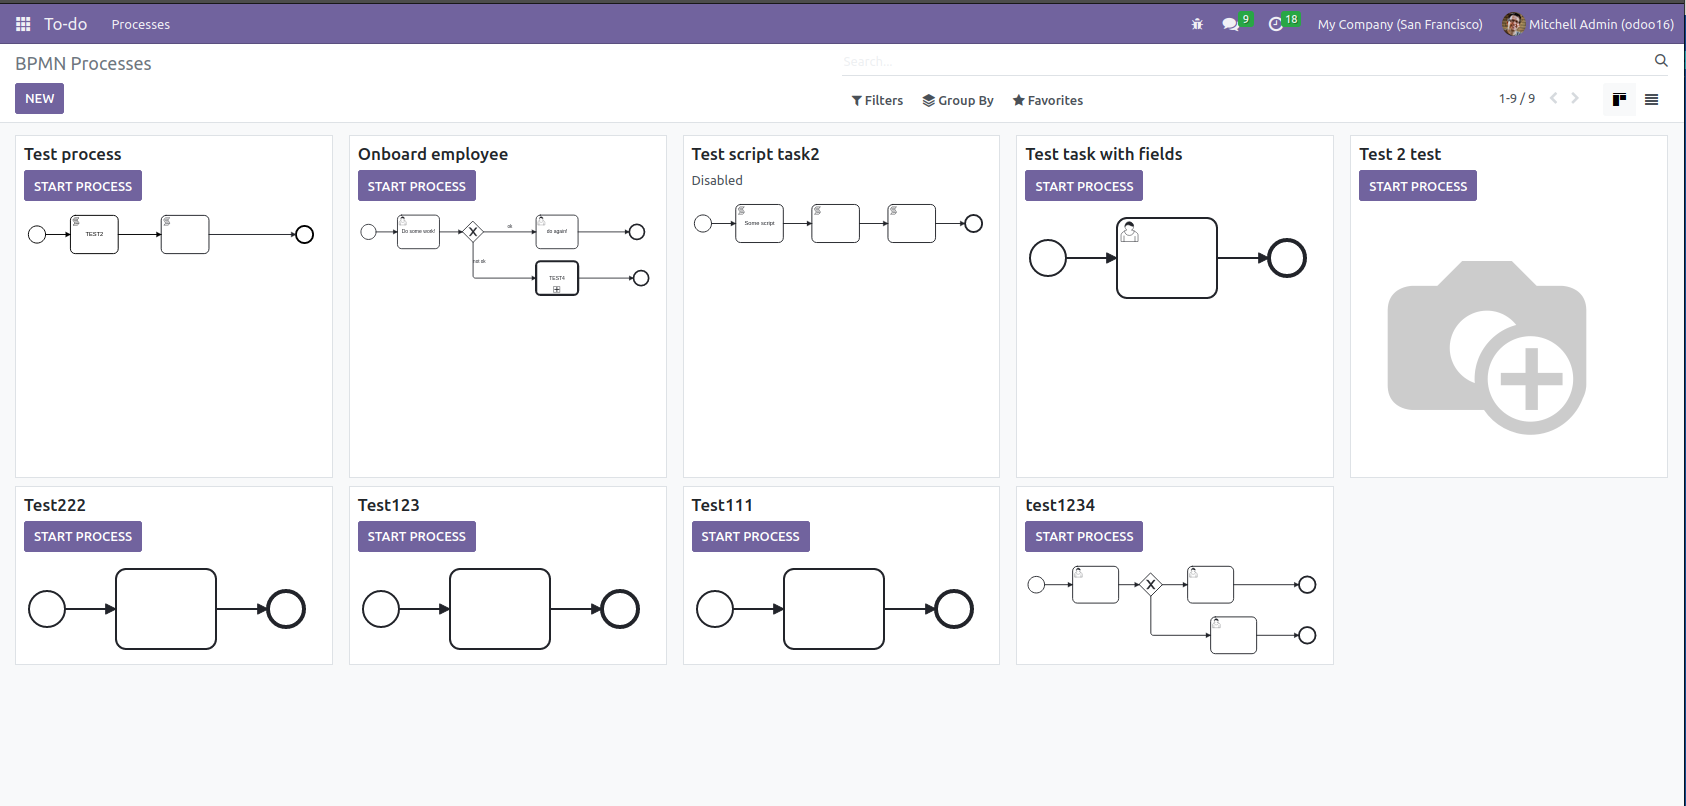 To-do Processes 9 18 My Company (San Francisco) Mitchell Admin (odoo16)
BPMN Processes
Search...
NEW
Filters Group By Favorites
1-9 / 9
Test process
START PROCESS
TEST2
Onboard employee
START PROCESS
Do some work!
X
ok
do again!
not ok
TEST4
Test script task2
Disabled
Some script
Test task with fields
START PROCESS
Test 2 test
START PROCESS
Test222
START PROCESS
Test123
START PROCESS
Test111
START PROCESS
test1234
START PROCESS
X